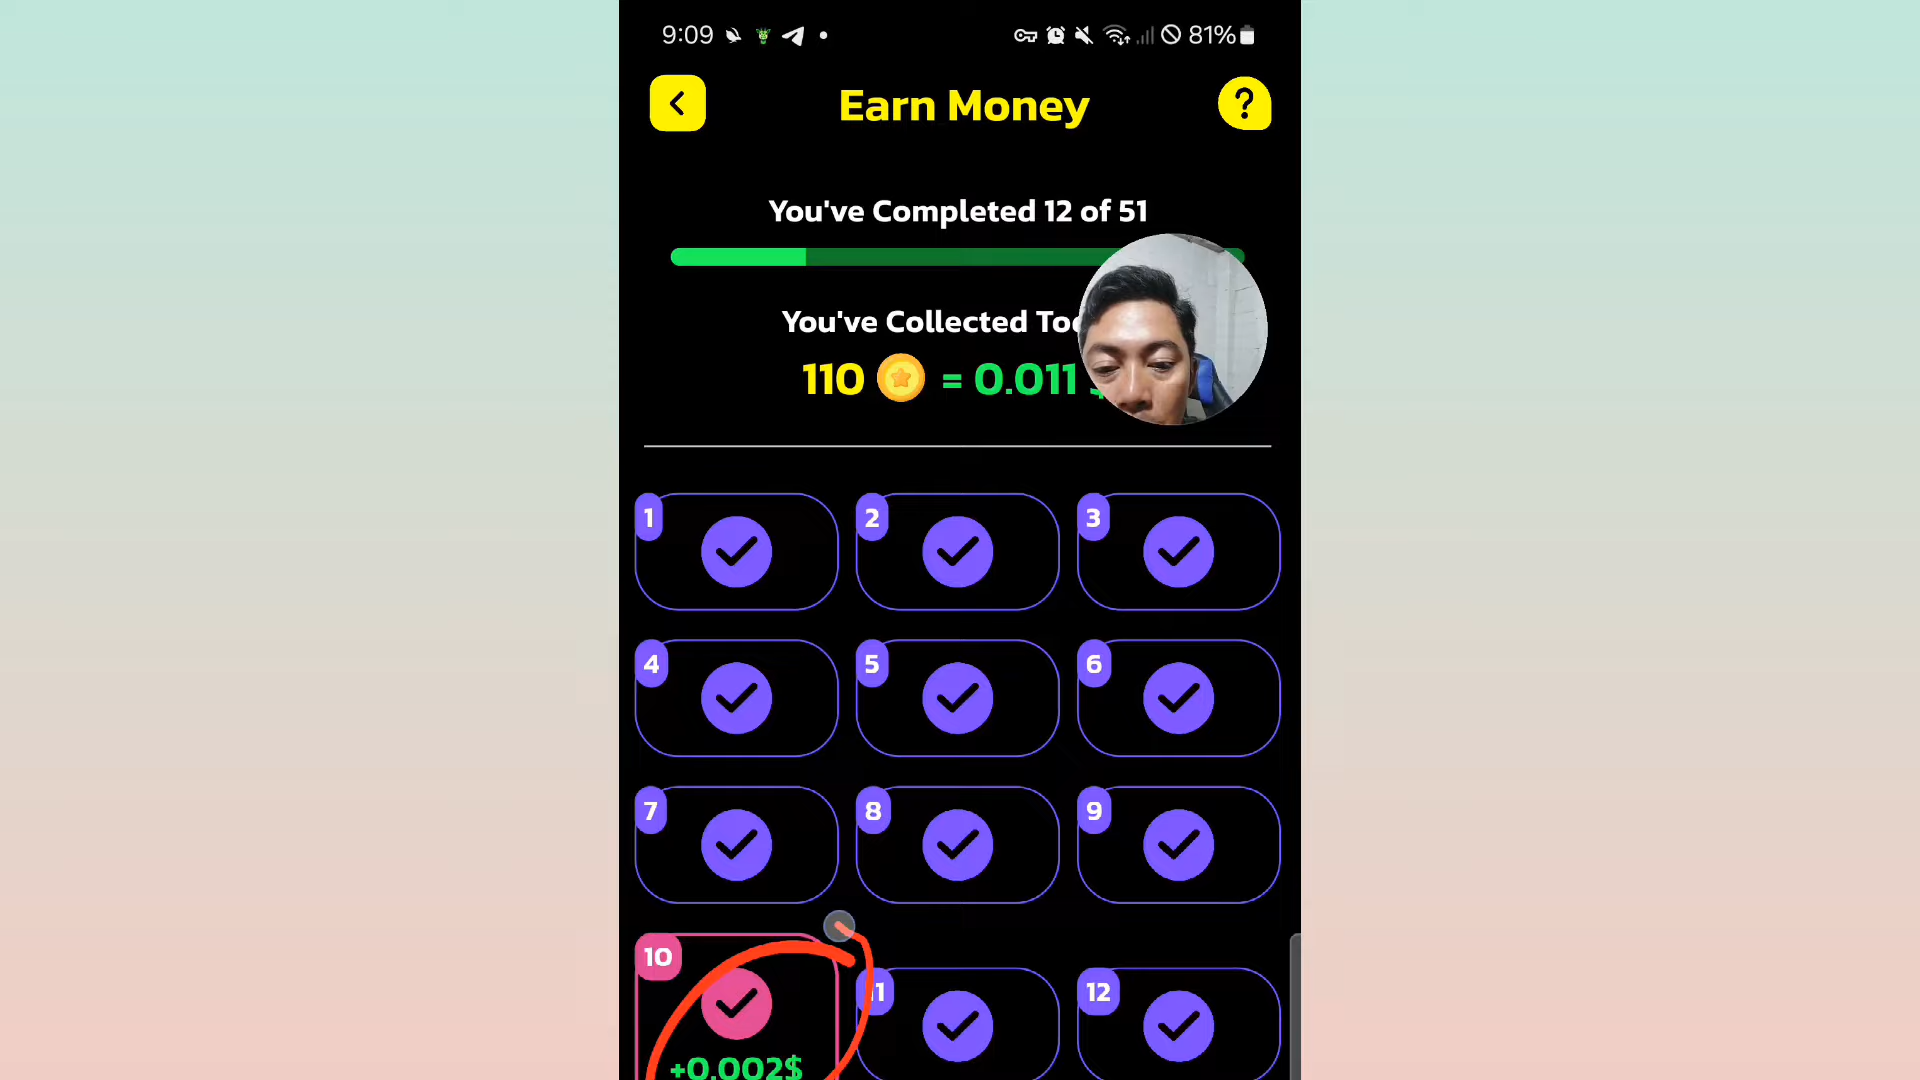 9:09 81%
Earn Money
You've Completed 12 of 51
You've Collected
110 = 0.011
1 2 3
4 5 6
7 8 9
10
11 12
+0.002$